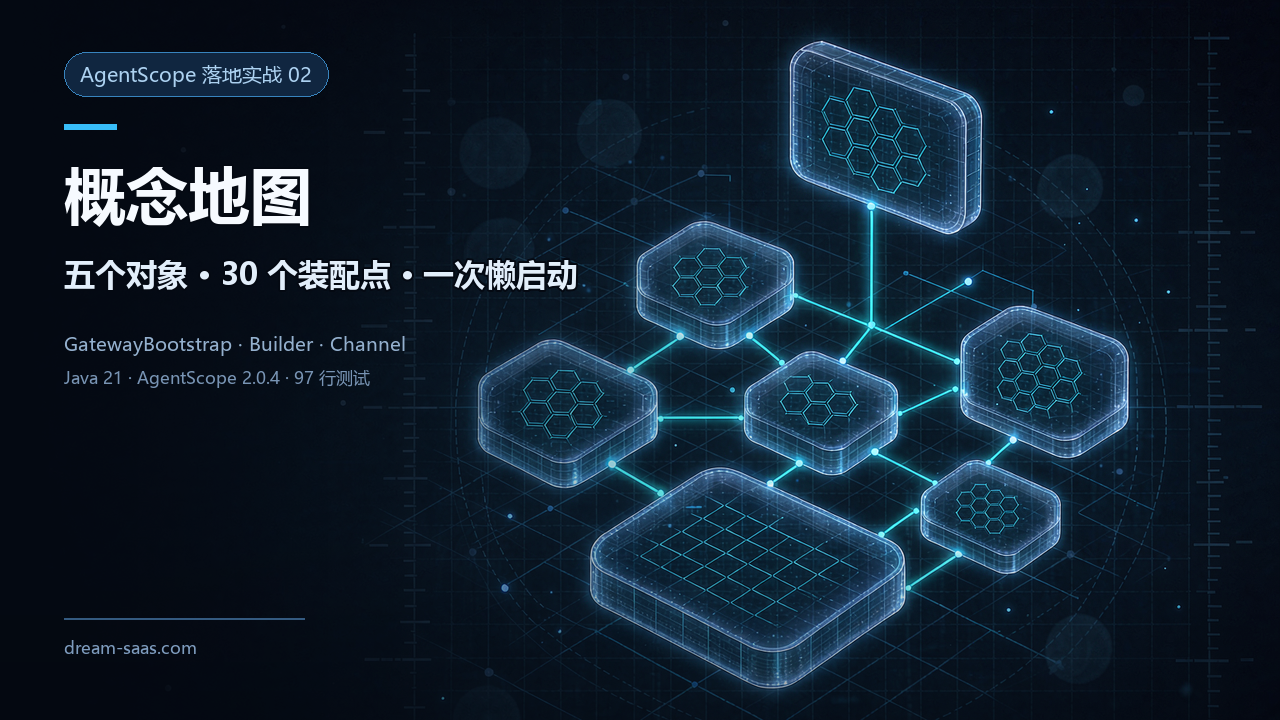 AgentScope 落地实战 02
概念地图
五个对象 • 30 个装配点 • 一次懒启动
GatewayBootstrap · Builder · Channel
Java 21 · AgentScope 2.0.4 · 97 行测试
dream-saas.com